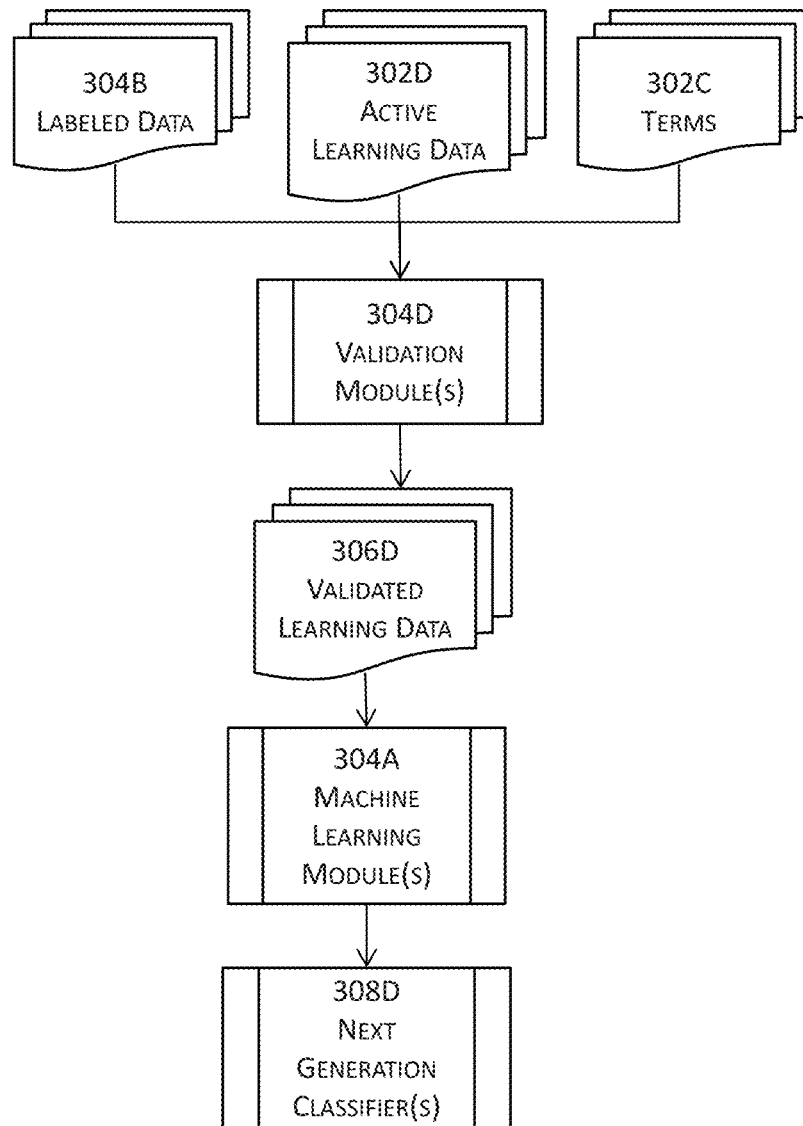 304B
LABELED DATA
302D
ACTIVE
LEARNING DATA
302C
TERMS
304D
VALIDATION
MODULE(S)
306D
VALIDATED
LEARNING DATA
304A
MACHINE
LEARNING
MODULE(S)
308D
NEXT
GENERATION
CLASSIFIER(S)